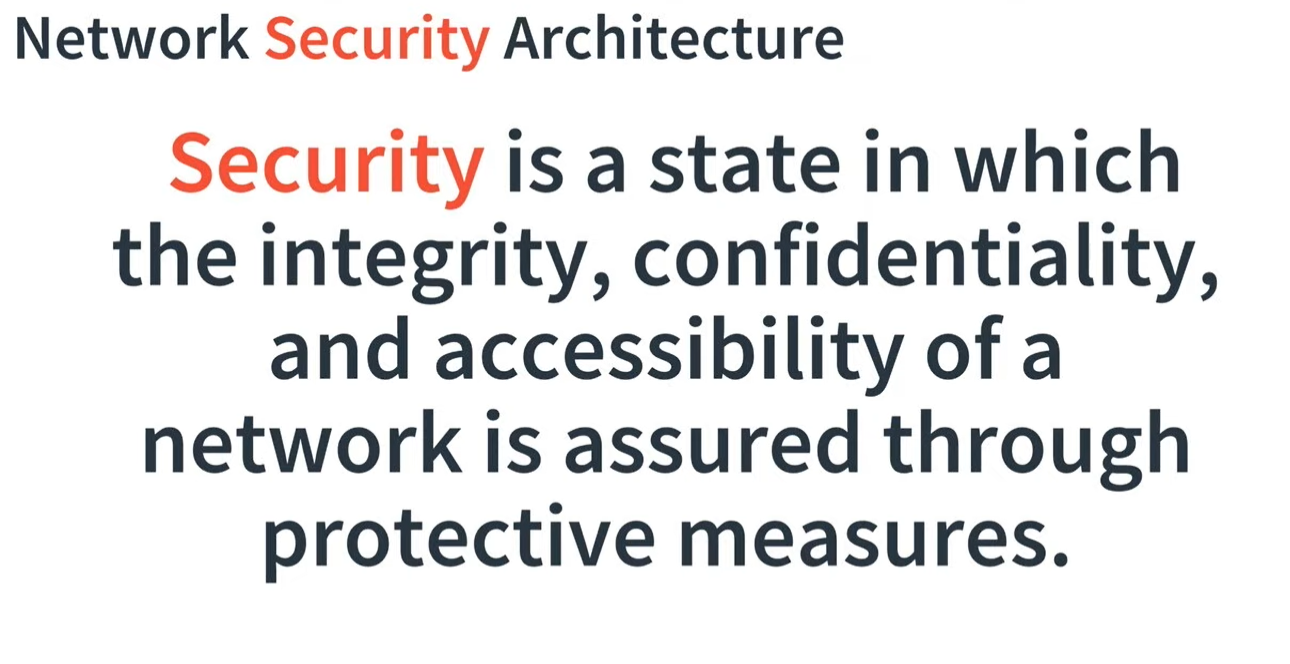 Network Security Architecture
Security is a state in which
the integrity, confidentiality,
and accessibility of a
network is assured through
protective measures.